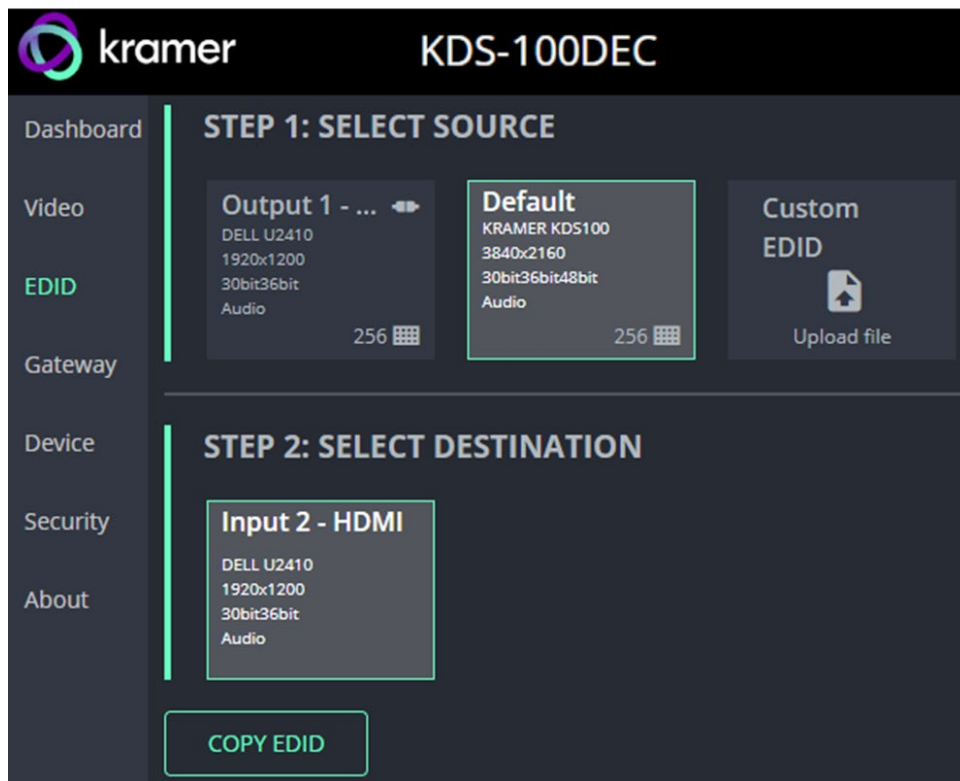 kramer
KDS-100DEC
Dashboard
Video
EDID
Gateway
Device
Security
About
STEP 1: SELECT SOURCE
Output 1 - ...
DELL U2410
1920x1200
30bit36bit
Audio
256
Default
KRAMER KDS100
3840x2160
30bit36bit48bit
Audio
256
Custom
EDID
Upload file
STEP 2: SELECT DESTINATION
Input 2 - HDMI
DELL U2410
1920x1200
30bit36bit
Audio
COPY EDID